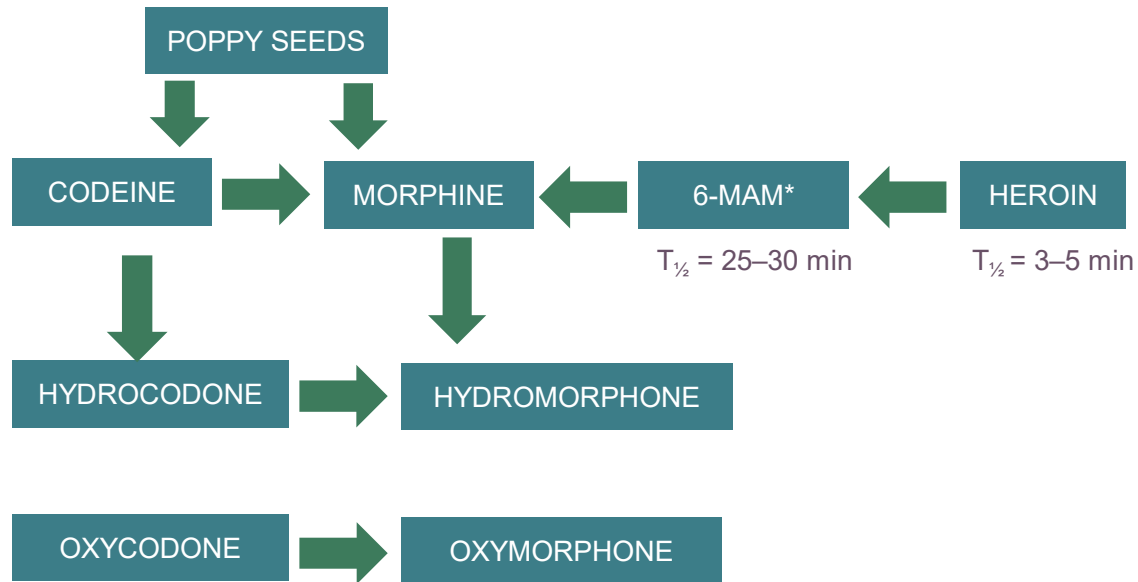 POPPY SEEDS
CODEINE
MORPHINE
6-MAM*
HEROIN
T½ = 25–30 min
T½ = 3–5 min
HYDROCODONE
HYDROMORPHONE
OXYCODONE
OXYMORPHONE